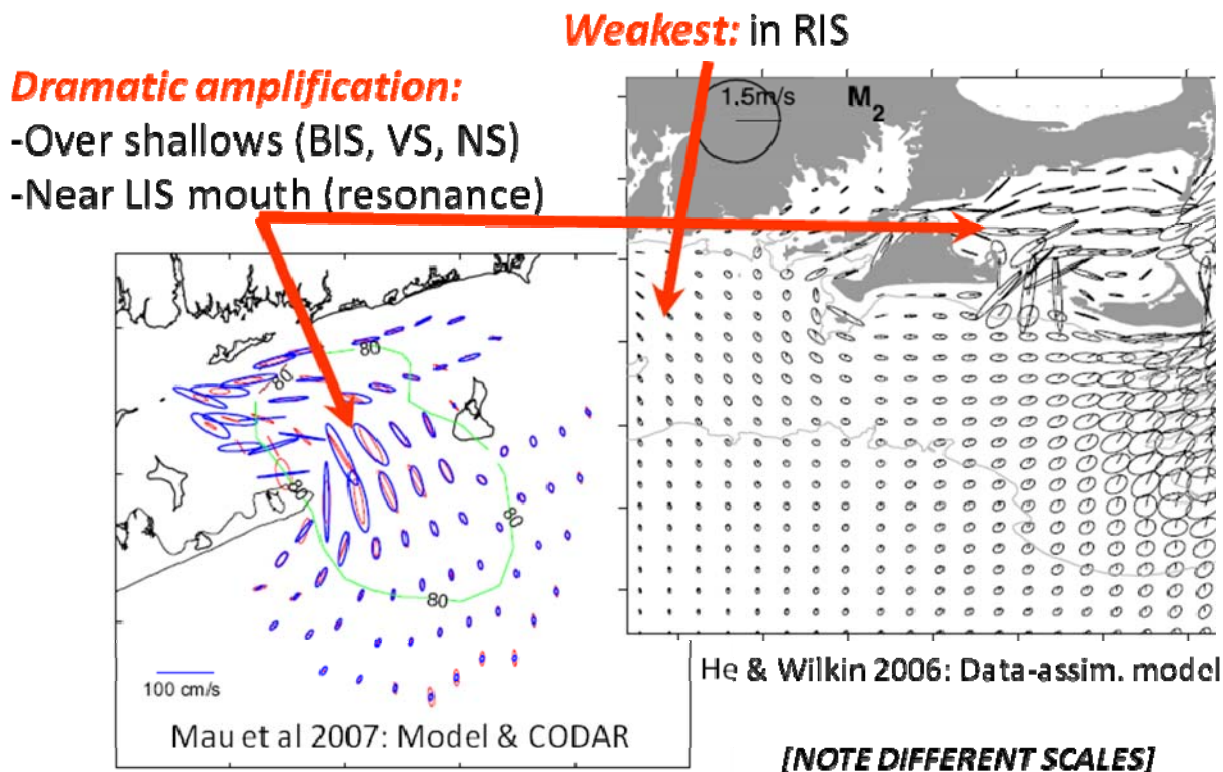 Weakest: in RIS
Dramatic amplification:
-Over shallows (BIS, VS, NS)
-Near LIS mouth (resonance)
1.5m/s M2
80
80
80
80
80
100 cm/s
Mau et al 2007: Model & CODAR
He & Wilkin 2006: Data-assim. model
[NOTE DIFFERENT SCALES]